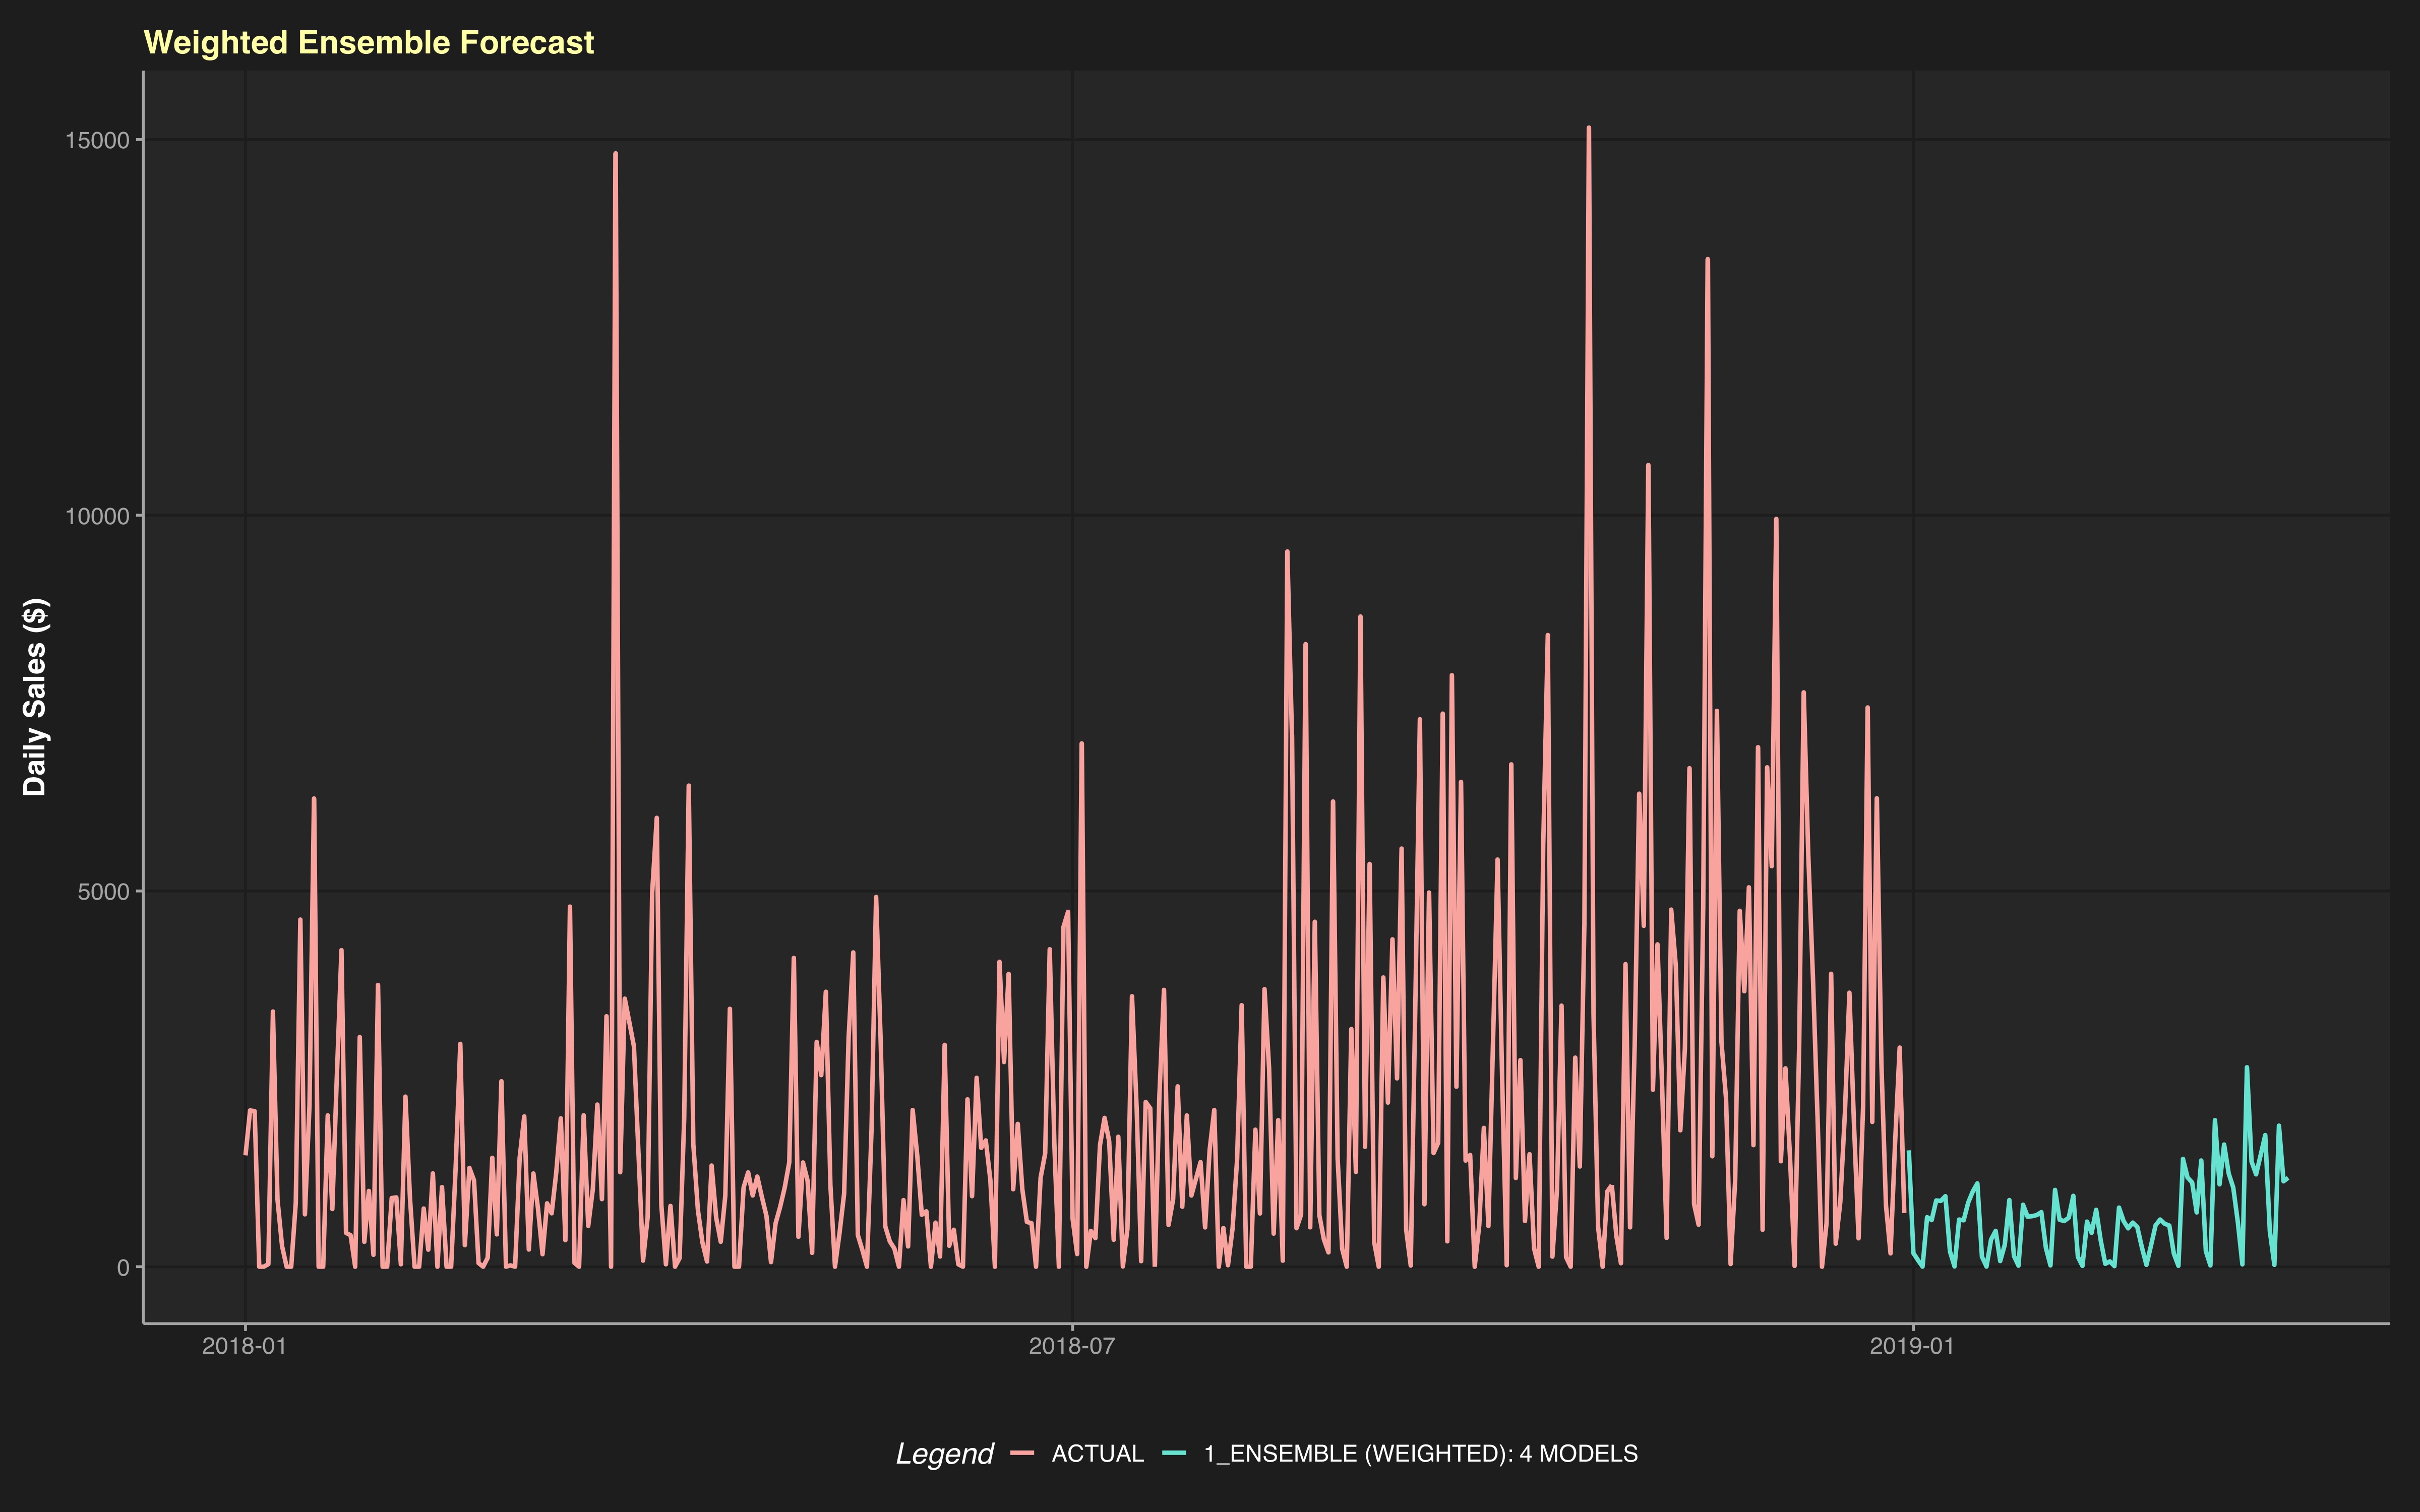 Weighted Ensemble Forecast
15000
10000
5000
0
Daily Sales ($)
2018-01
2018-07
2019-01
Legend ACTUAL 1_ENSEMBLE (WEIGHTED): 4 MODELS